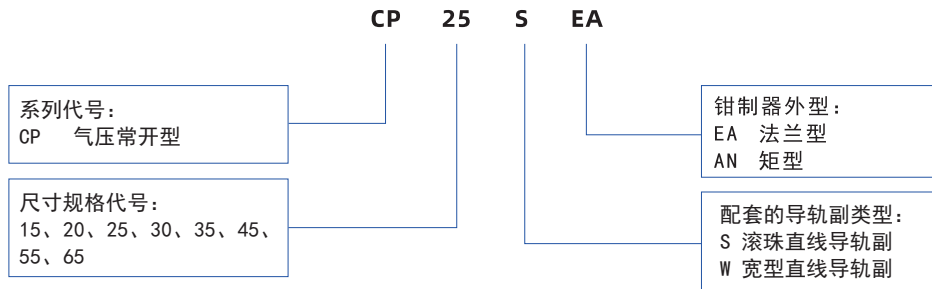 CP 25 S EA
系列代号:
CP 气压常开型
尺寸规格代号:
15、20、25、30、35、45、
55、65
钳制器外型:
EA 法兰型
AN 矩型
配套的导轨副类型:
S 滚珠直线导轨副
W 宽型直线导轨副